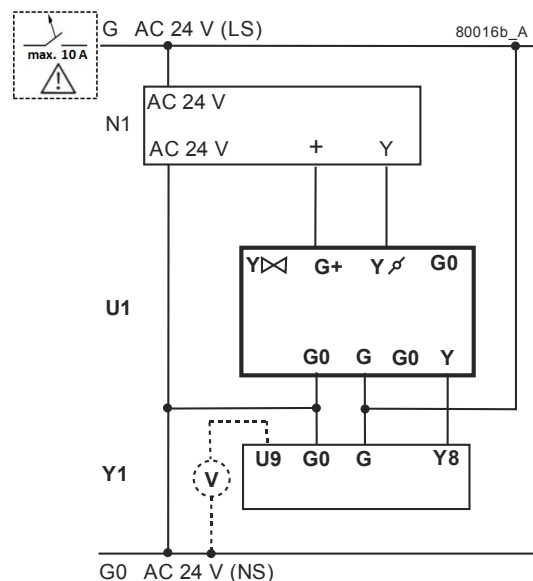 G AC 24 V (LS)
80016b_A
max. 10 A
AC 24 V
N1
AC 24 V + Y
Y G+ Y G0
U1
G0 G G0 Y
U9 G0 G Y8
Y1
V
G0 AC 24 V (NS)